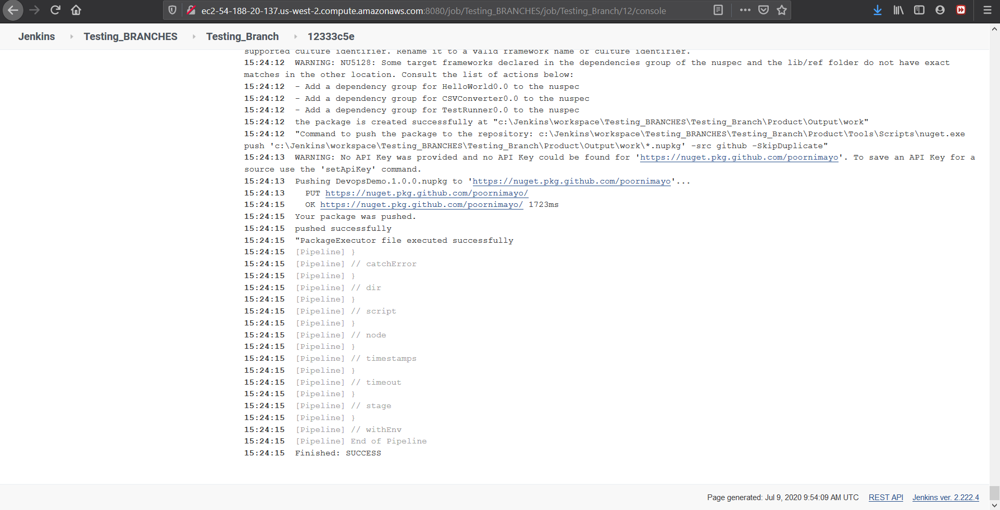 ec2-54-188-20-137.us-west-2.compute.amazonaws.com:8080/job/Testing_BRANCHES/job/Testing_Branch/12/console
Jenkins Testing_BRANCHES Testing_Branch 12333c5e
supported culture identifier. Rename it to a valid framework name or culture identifier.
15:24:12 WARNING: NU5128: Some target frameworks declared in the dependencies group of the nuspec and the lib/ref folder do not have exact
matches in the other location. Consult the list of actions below:
15:24:12 - Add a dependency group for HelloWorld0.0 to the nuspec
15:24:12 - Add a dependency group for CSVConverter0.0 to the nuspec
15:24:12 - Add a dependency group for TestRunner0.0 to the nuspec
15:24:12 the package is created successfully at "c:\Jenkins\workspace\Testing_BRANCHES\Testing_Branch\Product\Output\work"
15:24:12 "Command to push the package to the repository: c:\Jenkins\workspace\Testing_BRANCHES\Testing_Branch\Product\Tools\Scripts\nuget.exe
push 'c:\Jenkins\workspace\Testing_BRANCHES\Testing_Branch\Product\Output\work\*.nupkg' -src github -SkipDuplicate"
15:24:13 WARNING: No API Key was provided and no API Key could be found for 'https://nuget.pkg.github.com/poornimayo'. To save an API Key for a
source use the 'setApiKey' command.
15:24:13 Pushing DevopsDemo.1.0.0.nupkg to 'https://nuget.pkg.github.com/poornimayo'...
15:24:13 PUT https://nuget.pkg.github.com/poornimayo/
15:24:15 OK https://nuget.pkg.github.com/poornimayo/ 1723ms
15:24:15 Your package was pushed.
15:24:15 pushed successfully
15:24:15 "PackageExecutor file executed successfully
15:24:15 [Pipeline] }
15:24:15 [Pipeline] // catchError
15:24:15 [Pipeline] }
15:24:15 [Pipeline] // dir
15:24:15 [Pipeline] }
15:24:15 [Pipeline] // script
15:24:15 [Pipeline] }
15:24:15 [Pipeline] // node
15:24:15 [Pipeline] }
15:24:15 [Pipeline] // timestamps
15:24:15 [Pipeline] }
15:24:15 [Pipeline] // timeout
15:24:15 [Pipeline] }
15:24:15 [Pipeline] // stage
15:24:15 [Pipeline] }
15:24:15 [Pipeline] // withEnv
15:24:15 [Pipeline] End of Pipeline
15:24:15 Finished: SUCCESS
Page generated: Jul 9, 2020 9:54:09 AM UTC REST API Jenkins ver. 2.222.4